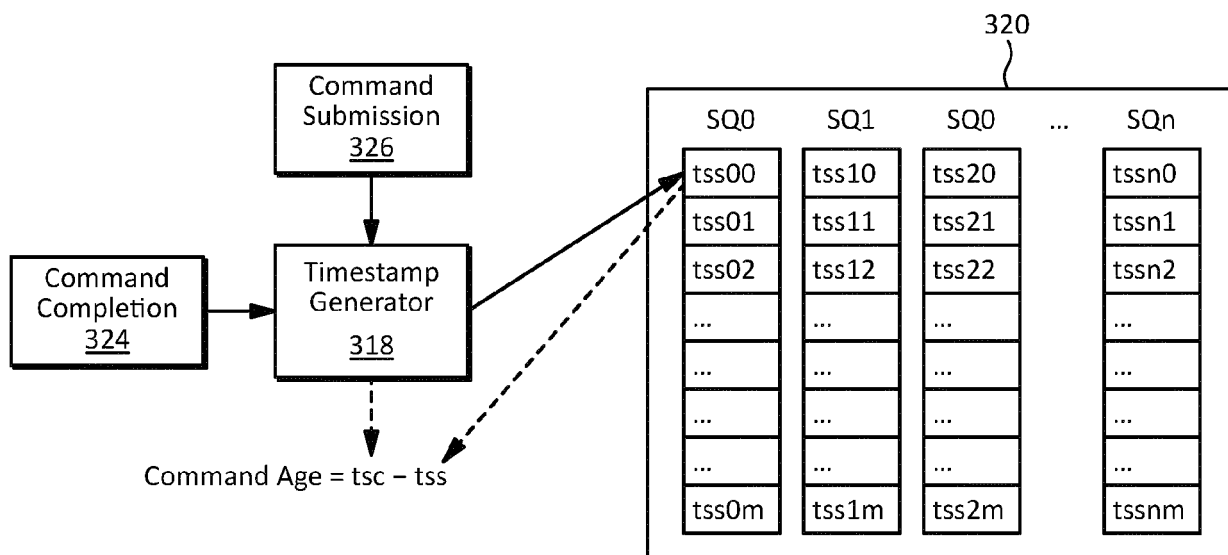 320
Command
Submission
326
Command
Completion
324
Timestamp
Generator
318
Command Age = tsc – tss
SQ0 SQ1 SQ0 ... SQn
tss00 tss10 tss20 tssn0
tss01 tss11 tss21 tssn1
tss02 tss12 tss22 tssn2
... ... ... ...
... ... ... ...
... ... ... ...
... ... ... ...
tss0m tss1m tss2m tssnm